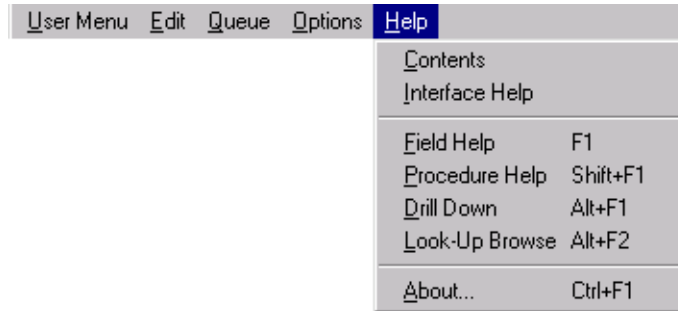 User Menu Edit Queue Options Help
Contents
Interface Help
Field Help F1
Procedure Help Shift+F1
Drill Down Alt+F1
Look-Up Browse Alt+F2
About... Ctrl+F1